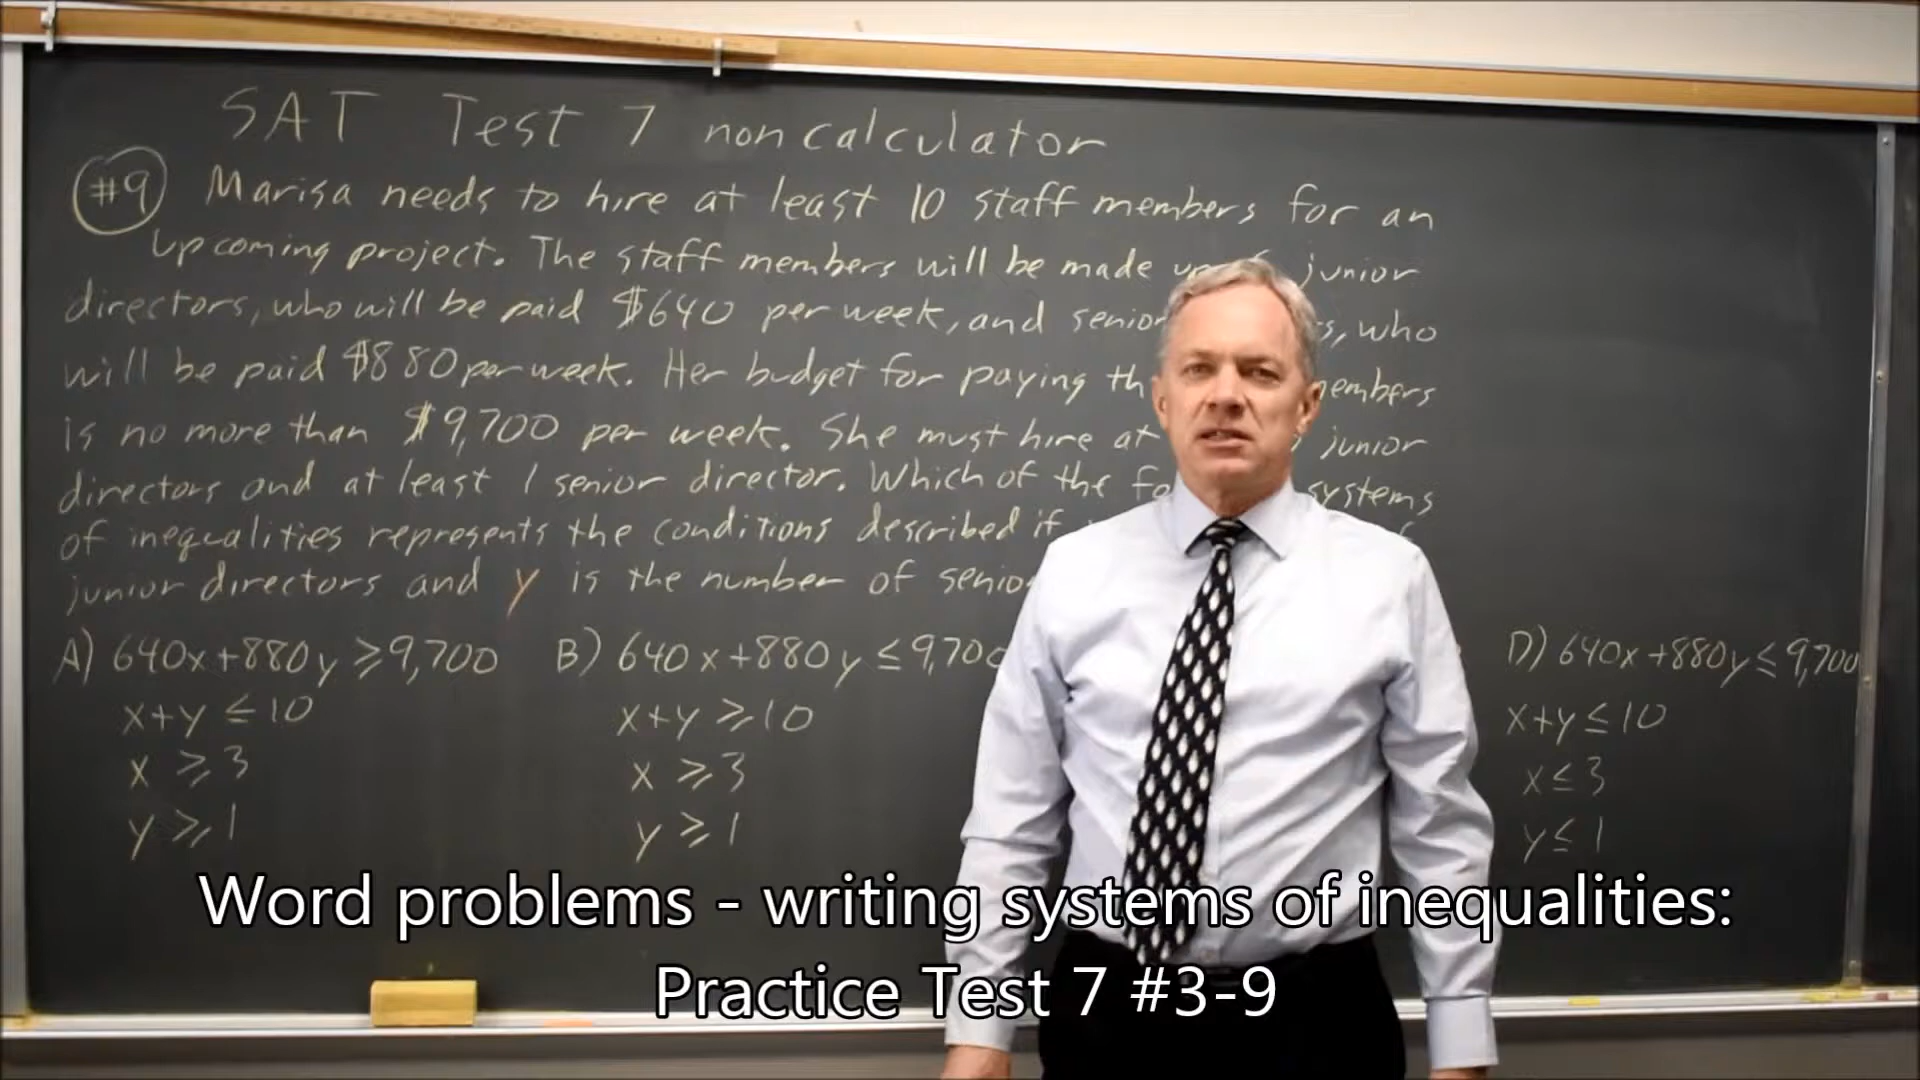 SAT Test 7 noncalculator
#9 Marisa needs to hire at least 10 staff members for an
upcoming project. The staff members will be made junior
directors, who will be paid $640 per week, and senior who
will be paid $880 per week. Her budget for paying members
is no more than $9,700 per week. She must hire at junior
directors and at least 1 senior director. Which of the systems
of inequalities represents the conditions described if
junior directors and y is the number of
A) 640x+880y ≥ 9,700 B) 640x+880y ≤ 9,700 D) 640x+880y ≤ 9,700
x+y ≤ 10 x+y ≥ 10 x+y ≤ 10
x ≥ 3 x ≥ 3 x ≤ 3
y ≥ 1 y ≥ 1 y ≤ 1
Word problems - writing systems of inequalities:
Practice Test 7 #3-9